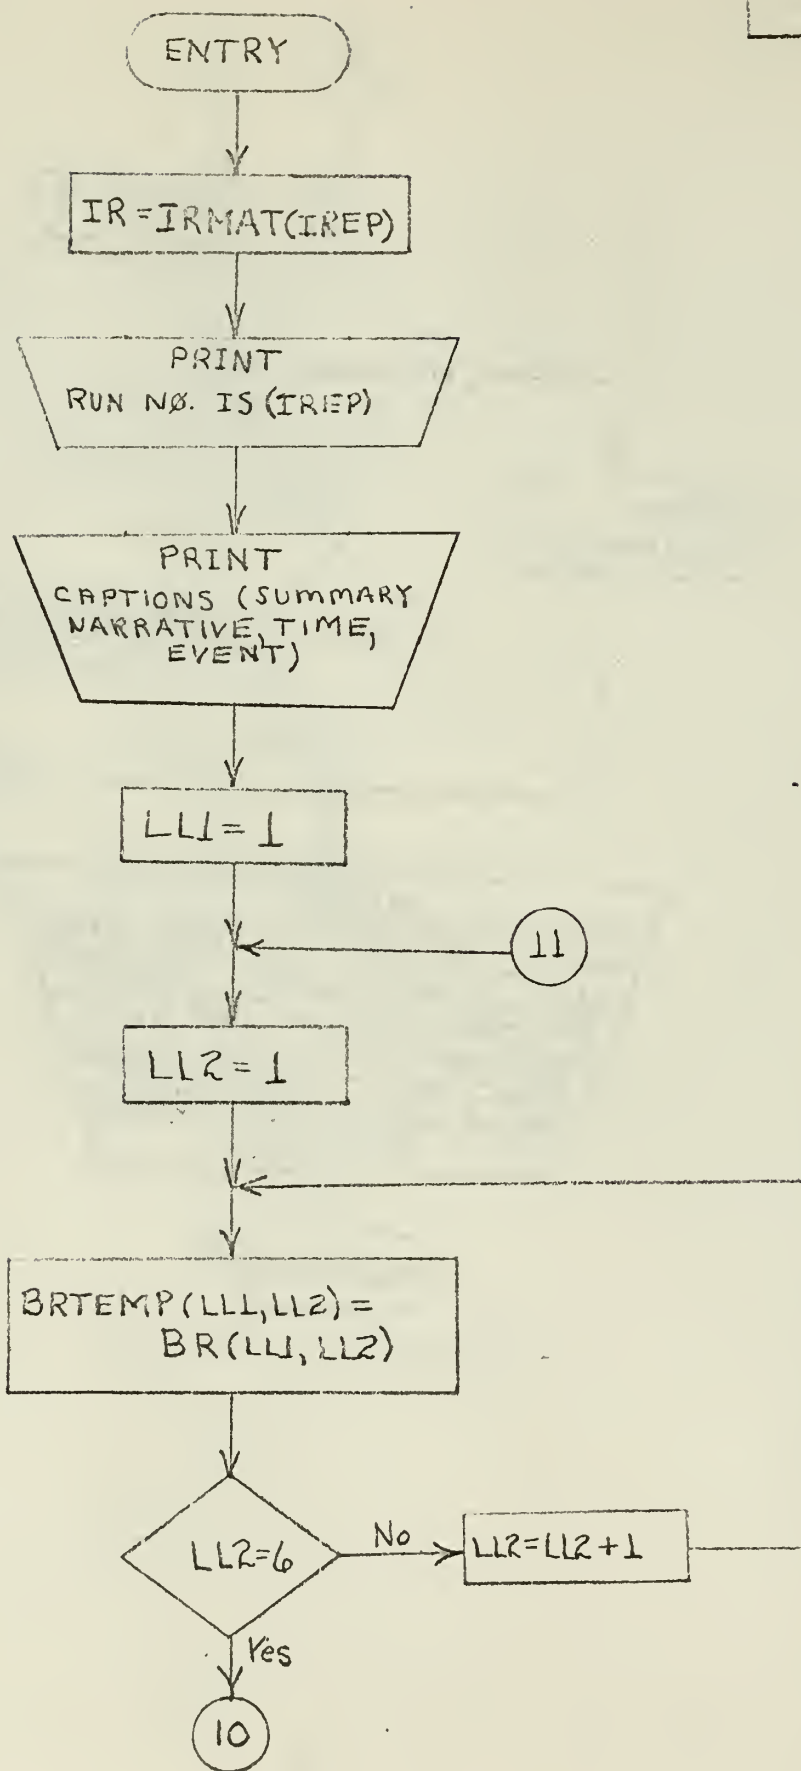 ENTRY
IR=IRMAT(IREP)
PRINT
RUN NØ. IS (IREP)
PRINT
CAPTIONS (SUMMARY
NARRATIVE, TIME,
EVENT)
LL1 = 1
11
LL2 = 1
BRTEMP(LL1,LL2) =
BR(LL1,LL2)
LL2=6
No
LL2=LL2+1
Yes
10